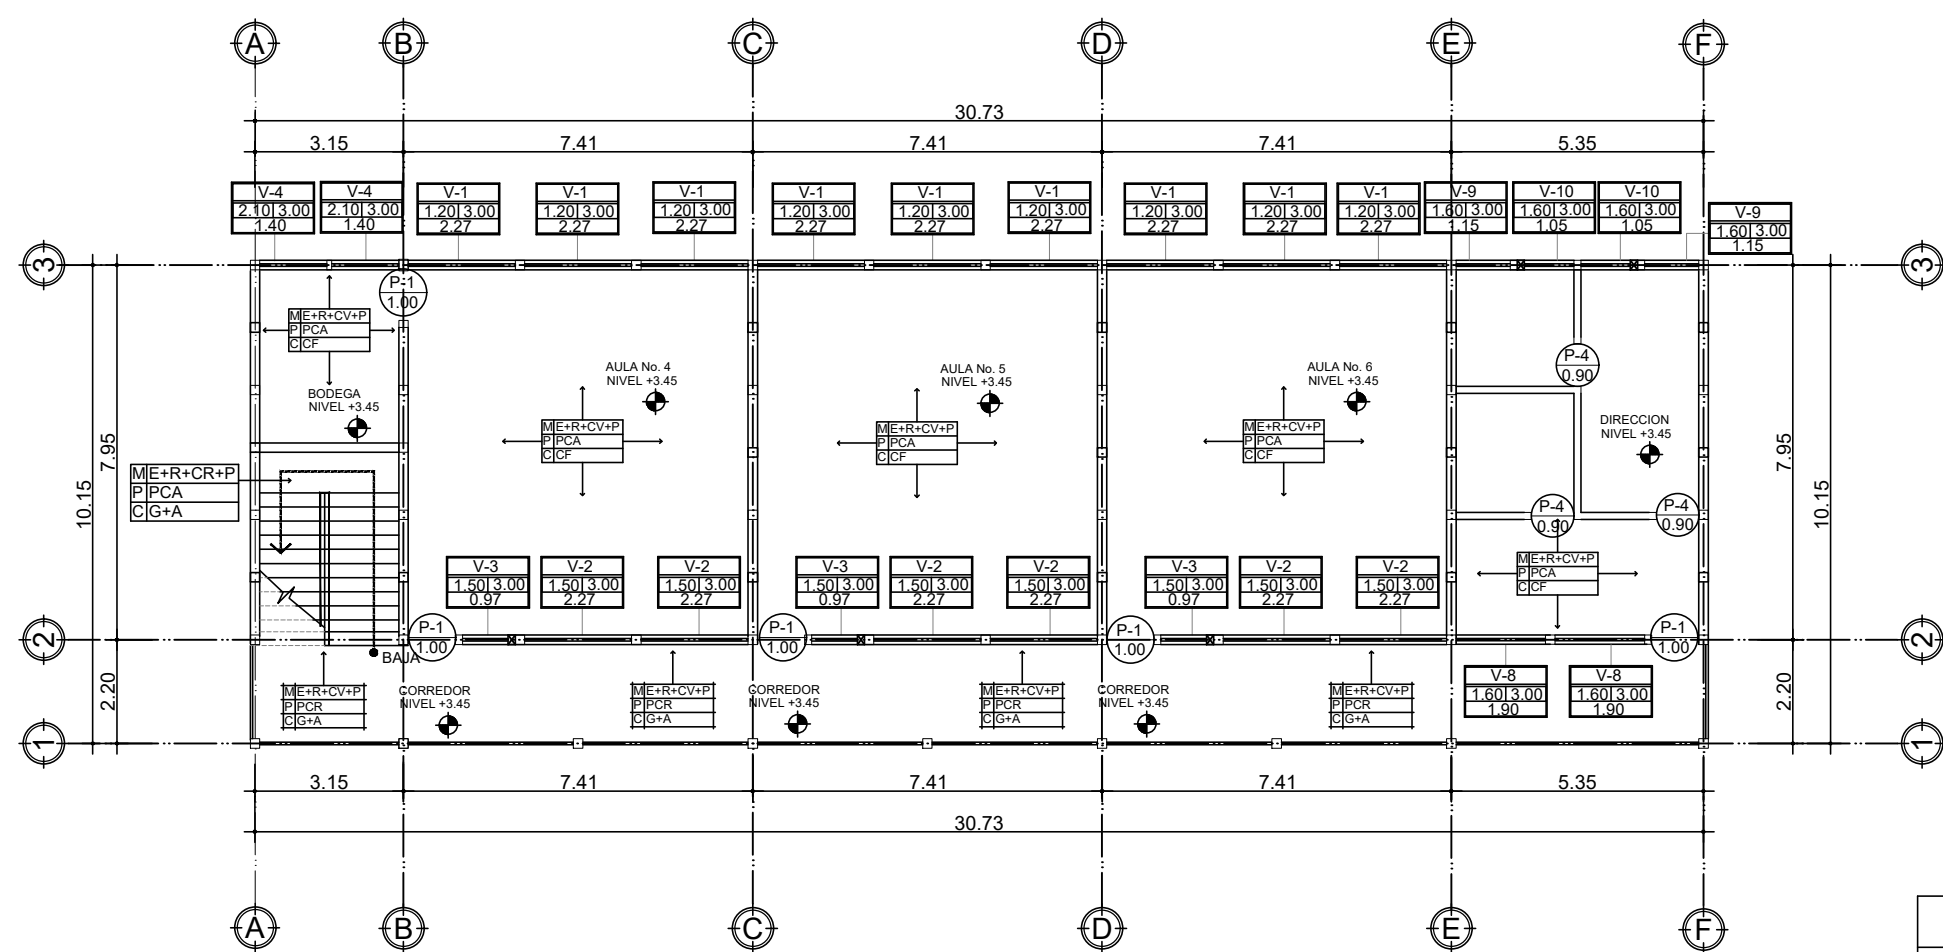 A B C D E F
30.73
3.15 7.41 7.41 7.41 5.35
V-4 V-4 V-1 V-1 V-1 V-1 V-1 V-1 V-1 V-1 V-1 V-9 V-10 V-10
2.10 3.00 2.10 3.00 1.20 3.00 1.20 3.00 1.20 3.00 1.20 3.00 1.20 3.00 1.20 3.00 1.20 3.00 1.20 3.00 1.20 3.00 1.60 3.00 1.60 3.00 1.60 3.00
1.40 1.40 2.27 2.27 2.27 2.27 2.27 2.27 2.27 2.27 2.27 1.15 1.05 1.05
V-9
1.60 3.00
1.15
3 3
P-1
1.00
M E+R+CV+P
P PCA
C CF
BODEGA
NIVEL +3.45
AULA No. 4
NIVEL +3.45
AULA No. 5
NIVEL +3.45
AULA No. 6
NIVEL +3.45
P-4
0.90
DIRECCION
NIVEL +3.45
M E+R+CV+P
P PCA
C CF
M E+R+CV+P
P PCA
C CF
M E+R+CV+P
P PCA
C CF
7.95
10.15
7.95
10.15
M E+R+CR+P
P PCA
C G+A
P-4
0.90
P-4
0.90
M E+R+CV+P
P PCA
C CF
V-3 V-2 V-2 V-3 V-2 V-2 V-3 V-2 V-2
1.50 3.00 1.50 3.00 1.50 3.00 1.50 3.00 1.50 3.00 1.50 3.00 1.50 3.00 1.50 3.00 1.50 3.00
0.97 2.27 2.27 0.97 2.27 2.27 0.97 2.27 2.27
2 2
P-1 P-1 P-1 P-1
1.00 1.00 1.00 1.00
BAJA
V-8 V-8
1.60 3.00 1.60 3.00
1.90 1.90
2.20 2.20
M E+R+CV+P
P PCR
C G+A
CORREDOR
NIVEL +3.45
M E+R+CV+P
P PCR
C G+A
CORREDOR
NIVEL +3.45
M E+R+CV+P
P PCR
C G+A
CORREDOR
NIVEL +3.45
M E+R+CV+P
P PCR
C G+A
1 1
3.15 7.41 7.41 7.41 5.35
30.73
A B C D E F